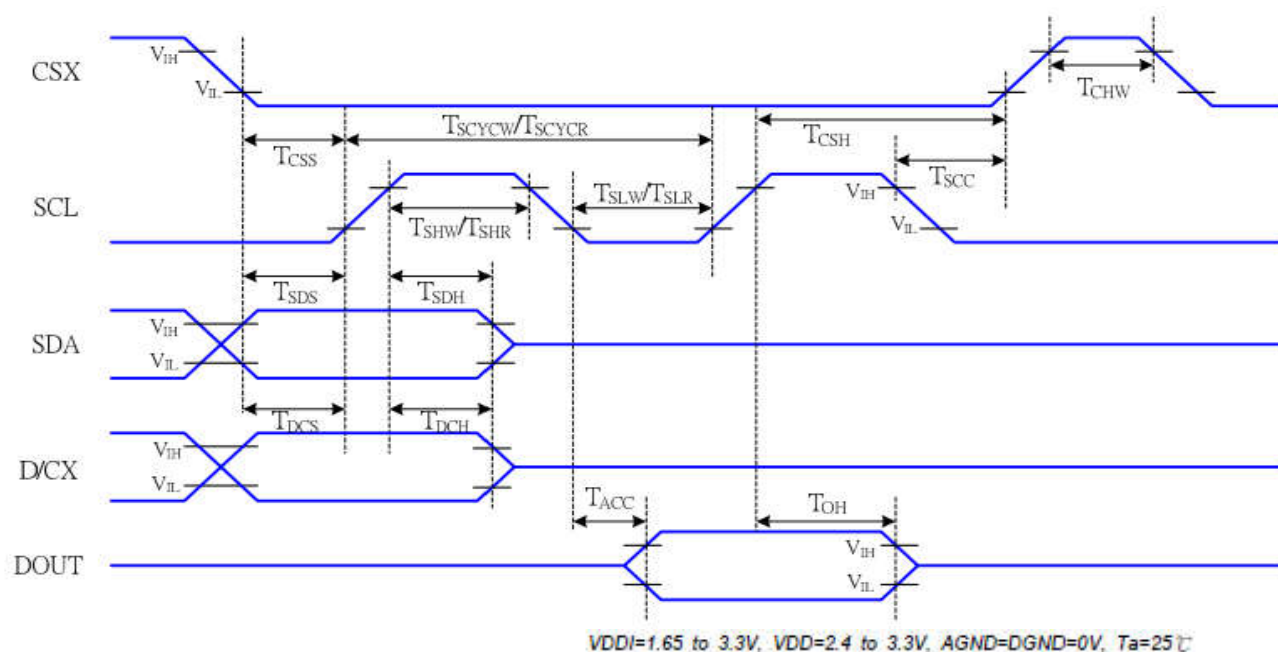 CSX
VIH
VIL
TCSS
TSCYCW/TSCYCR
TCSH
TCHW
SCL
TSHW/TSHR
TSLW/TSLR
VIH
VIL
TSCC
TSDS
TSDH
SDA
VIH
VIL
TDCS
TDCH
D/CX
VIH
VIL
TACC
TOH
DOUT
VIH
VIL
VDDI=1.65 to 3.3V, VDD=2.4 to 3.3V, AGND=DGND=0V, Ta=25℃